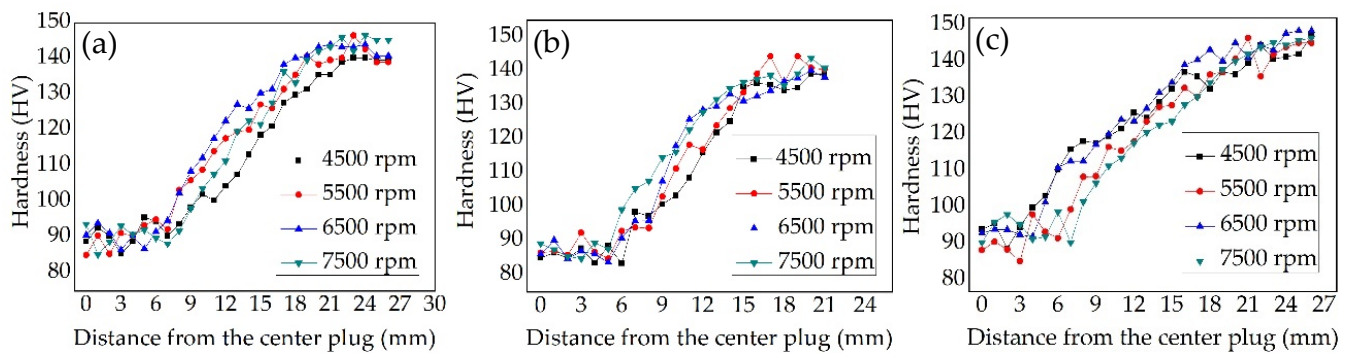 (a)
Hardness (HV)
150
140
130
120
110
100
90
80
4500 rpm
5500 rpm
6500 rpm
7500 rpm
0 3 6 9 12 15 18 21 24 27 30
Distance from the center plug (mm)
(b)
Hardness (HV)
150
140
130
120
110
100
90
80
4500 rpm
5500 rpm
6500 rpm
7500 rpm
0 3 6 9 12 15 18 21 24
Distance from the center plug (mm)
(c)
Hardness (HV)
150
140
130
120
110
100
90
80
4500 rpm
5500 rpm
6500 rpm
7500 rpm
0 3 6 9 12 15 18 21 24 27
Distance from the center plug (mm)